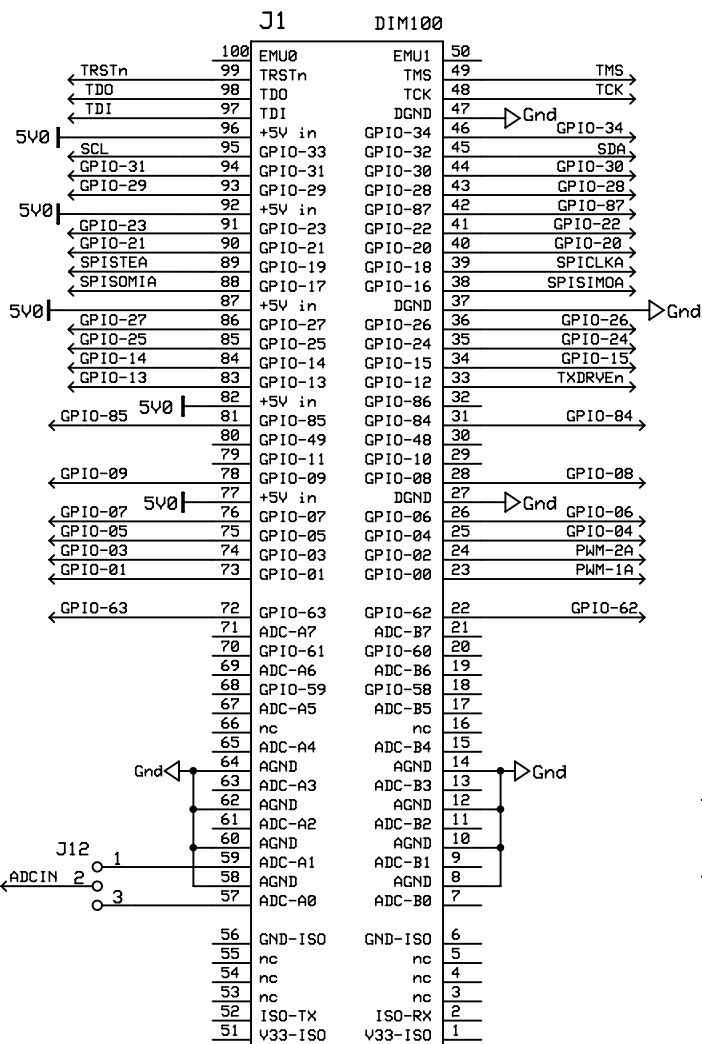 J1 DIM100
100 EMU0 EMU1 50
TRSTn 99 TRSTn TMS 49 TMS
TDO 98 TDO TCK 48 TCK
TDI 97 TDI DGND 47 Gnd
5V0 96 +5V in GPIO-34 46 GPIO-34
SCL 95 GPIO-33 GPIO-32 45 SDA
GPIO-31 94 GPIO-31 GPIO-30 44 GPIO-30
GPIO-29 93 GPIO-29 GPIO-28 43 GPIO-28
5V0 92 +5V in GPIO-87 42 GPIO-87
GPIO-23 91 GPIO-23 GPIO-22 41 GPIO-22
GPIO-21 90 GPIO-21 GPIO-20 40 GPIO-20
SPISTEA 89 GPIO-19 GPIO-18 39 SPICLKA
SPISOMIA 88 GPIO-17 GPIO-16 38 SPISIMOA
5V0 87 +5V in DGND 37 Gnd
GPIO-27 86 GPIO-27 GPIO-26 36 GPIO-26
GPIO-25 85 GPIO-25 GPIO-24 35 GPIO-24
GPIO-14 84 GPIO-14 GPIO-15 34 GPIO-15
GPIO-13 83 GPIO-13 GPIO-12 33 TXDRVEn
5V0 82 +5V in GPIO-86 32
GPIO-85 81 GPIO-85 GPIO-84 31 GPIO-84
80 GPIO-49 GPIO-48 30
79 GPIO-11 GPIO-10 29
GPIO-09 78 GPIO-09 GPIO-08 28 GPIO-08
5V0 77 +5V in DGND 27 Gnd
GPIO-07 76 GPIO-07 GPIO-06 26 GPIO-06
GPIO-05 75 GPIO-05 GPIO-04 25 GPIO-04
GPIO-03 74 GPIO-03 GPIO-02 24 PWM-2A
GPIO-01 73 GPIO-01 GPIO-00 23 PWM-1A
GPIO-63 72 GPIO-63 GPIO-62 22 GPIO-62
71 ADC-A7 ADC-B7 21
70 GPIO-61 GPIO-60 20
69 ADC-A6 ADC-B6 19
68 GPIO-59 GPIO-58 18
67 ADC-A5 ADC-B5 17
66 nc nc 16
65 ADC-A4 ADC-B4 15
Gnd 64 AGND AGND 14 Gnd
63 ADC-A3 ADC-B3 13
62 AGND AGND 12
61 ADC-A2 ADC-B2 11
60 AGND AGND 10
J12 1 59 ADC-A1 ADC-B1 9
ADCIN 2 58 AGND AGND 8
3 57 ADC-A0 ADC-B0 7
56 GND-ISO GND-ISO 6
55 nc nc 5
54 nc nc 4
53 nc nc 3
52 ISO-TX ISO-RX 2
51 V33-ISO V33-ISO 1